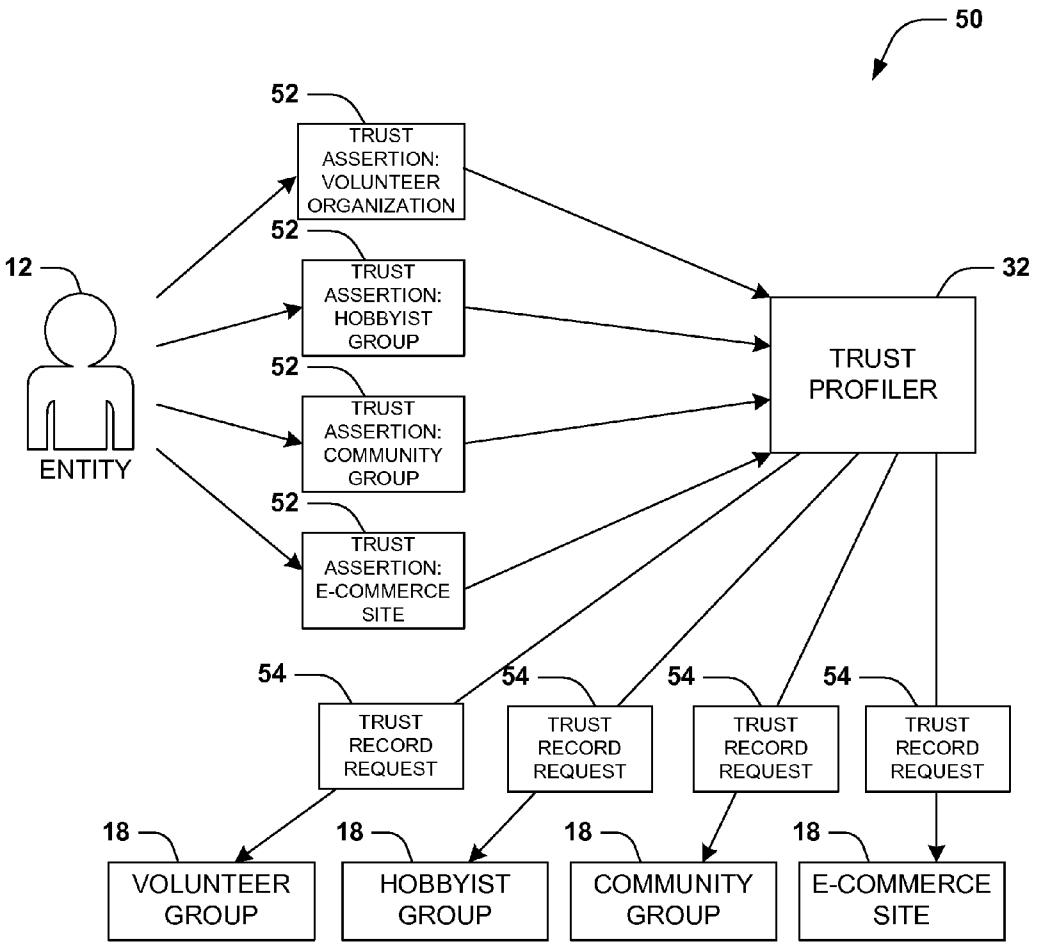 50
52
TRUST
ASSERTION:
VOLUNTEER
ORGANIZATION
52
TRUST
ASSERTION:
HOBBYIST
GROUP
12
ENTITY
32
TRUST
PROFILER
52
TRUST
ASSERTION:
COMMUNITY
GROUP
52
TRUST
ASSERTION:
E-COMMERCE
SITE
54
TRUST
RECORD
REQUEST
54
TRUST
RECORD
REQUEST
54
TRUST
RECORD
REQUEST
54
TRUST
RECORD
REQUEST
18
VOLUNTEER
GROUP
18
HOBBYIST
GROUP
18
COMMUNITY
GROUP
18
E-COMMERCE
SITE